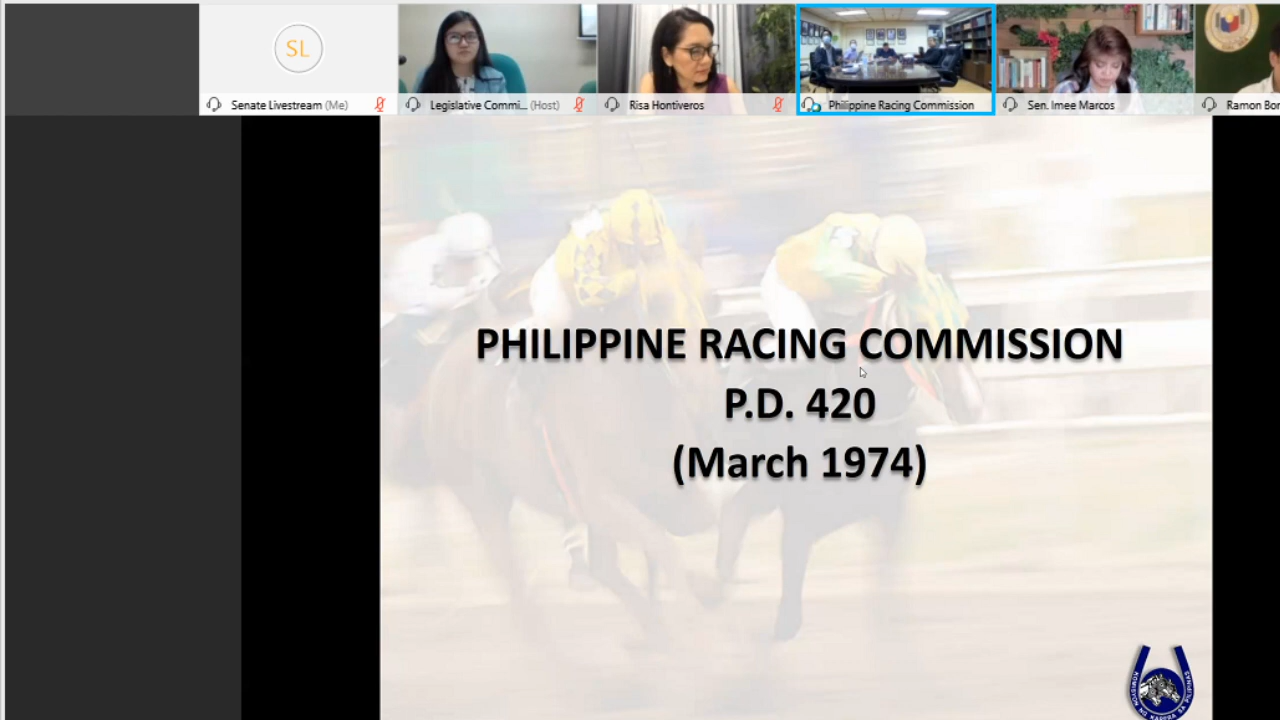 SL
Senate Livestream (Me)
Legislative Commi... (Host)
Risa Hontiveros
Philippine Racing Commission
Sen. Imee Marcos
Ramon Bon
PHILIPPINE RACING COMMISSION
P.D. 420
(March 1974)